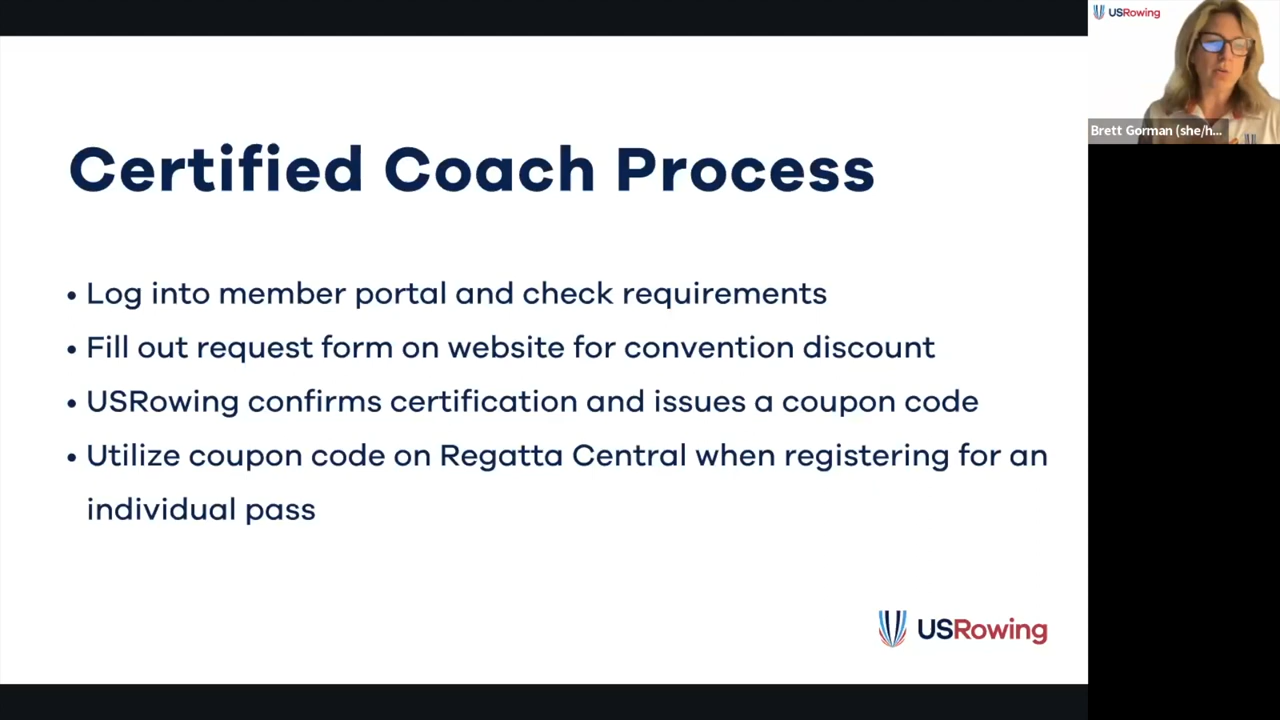 Certified Coach Process
• Log into member portal and check requirements
• Fill out request form on website for convention discount
• USRowing confirms certification and issues a coupon code
• Utilize coupon code on Regatta Central when registering for an
individual pass
USRowing
USRowing
Brett Gorman (she/h...